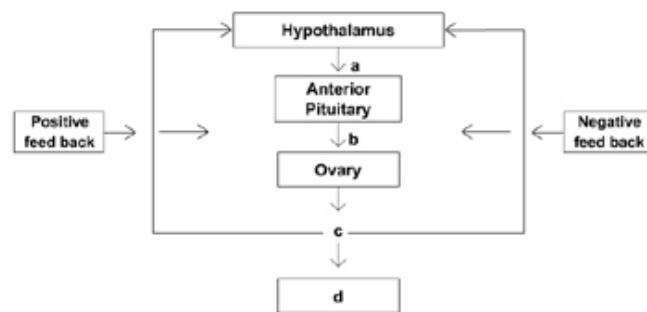 Hypothalamus
a
Anterior
Pituitary
Positive
feed back
Negative
feed back
b
Ovary
c
d